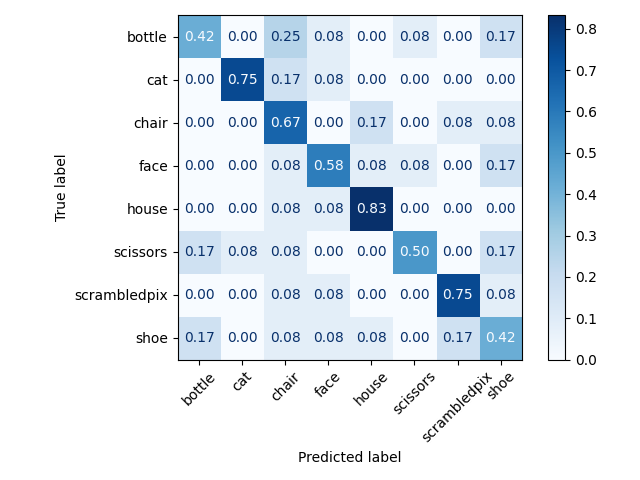 bottle 0.42 0.00 0.25 0.08 0.08 0.00 0.17
cat 0.00 0.75 0.17 0.08 0.00 0.00 0.00 0.00
chair 0.00 0.00 0.67 0.00 0.17 0.00 0.08 0.08
face 0.00 0.00 0.08 0.58 0.08 0.08 0.00 0.17
house 0.00 0.00 0.08 0.08 0.83 0.00 0.00 0.00
scissors 0.17 0.08 0.08 0.00 0.00 0.50 0.00 0.17
scrambledpix 0.00 0.00 0.08 0.08 0.00 0.00 0.75 0.08
shoe 0.17 0.00 0.08 0.08 0.08 0.00 0.17 0.42
True label
bottle cat chair face house scissors scrambledpix shoe
Predicted label
0.8
0.7
0.6
0.5
0.4
0.3
0.2
0.1
0.0